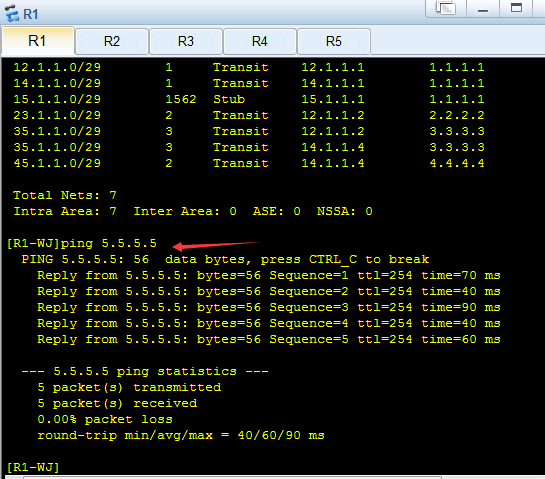 R1
R1 R2 R3 R4 R5
12.1.1.0/29 1 Transit 12.1.1.1 1.1.1.1
14.1.1.0/29 1 Transit 14.1.1.1 1.1.1.1
15.1.1.0/29 1562 Stub 15.1.1.1 1.1.1.1
23.1.1.0/29 2 Transit 12.1.1.2 2.2.2.2
35.1.1.0/29 3 Transit 12.1.1.2 3.3.3.3
35.1.1.0/29 3 Transit 14.1.1.4 3.3.3.3
45.1.1.0/29 2 Transit 14.1.1.4 4.4.4.4
Total Nets: 7
Intra Area: 7 Inter Area: 0 ASE: 0 NSSA: 0
[R1-WJ]ping 5.5.5.5
PING 5.5.5.5: 56 data bytes, press CTRL_C to break
Reply from 5.5.5.5: bytes=56 Sequence=1 ttl=254 time=70 ms
Reply from 5.5.5.5: bytes=56 Sequence=2 ttl=254 time=40 ms
Reply from 5.5.5.5: bytes=56 Sequence=3 ttl=254 time=90 ms
Reply from 5.5.5.5: bytes=56 Sequence=4 ttl=254 time=40 ms
Reply from 5.5.5.5: bytes=56 Sequence=5 ttl=254 time=60 ms
--- 5.5.5.5 ping statistics ---
5 packet(s) transmitted
5 packet(s) received
0.00% packet loss
round-trip min/avg/max = 40/60/90 ms
[R1-WJ]